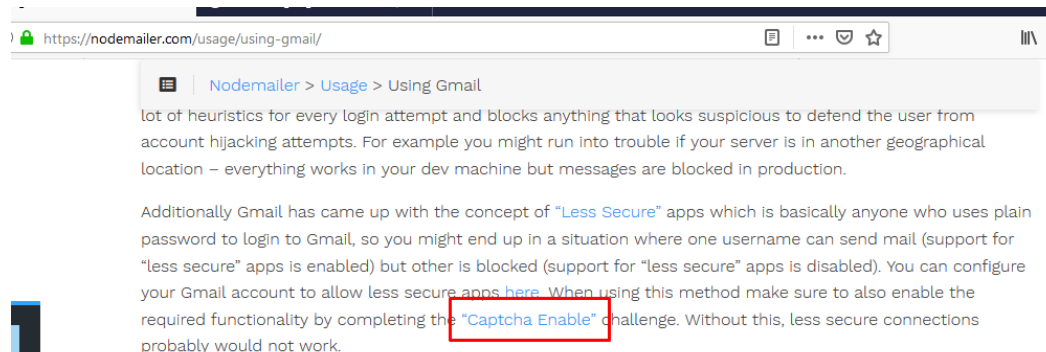 https://nodemailer.com/usage/using-gmail/
Nodemailer > Usage > Using Gmail
lot of heuristics for every login attempt and blocks anything that looks suspicious to defend the user from
account hijacking attempts. For example you might run into trouble if your server is in another geographical
location – everything works in your dev machine but messages are blocked in production.
Additionally Gmail has came up with the concept of “Less Secure” apps which is basically anyone who uses plain
password to login to Gmail, so you might end up in a situation where one username can send mail (support for
“less secure” apps is enabled) but other is blocked (support for “less secure” apps is disabled). You can configure
your Gmail account to allow less secure apps here. When using this method make sure to also enable the
required functionality by completing the “Captcha Enable” challenge. Without this, less secure connections
probably would not work.